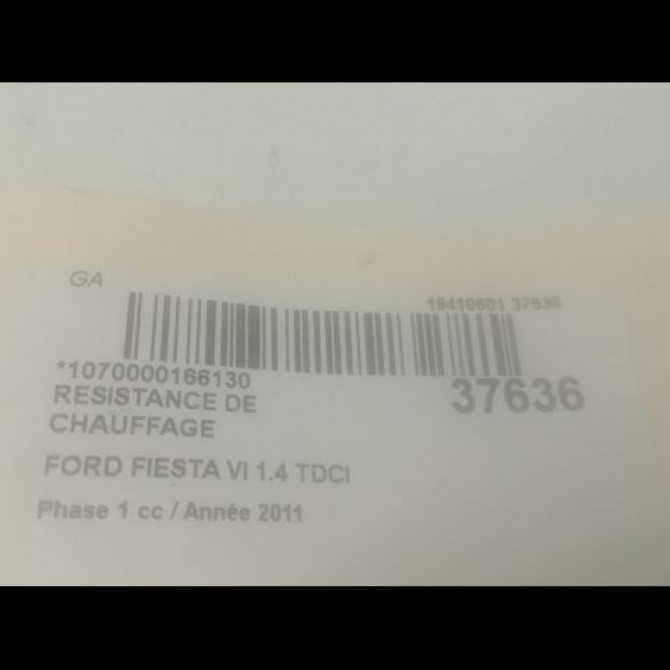 GA
19410601 37636
*1070000166130
37636
RESISTANCE DE
CHAUFFAGE
FORD FIESTA VI 1.4 TDCI
Phase 1 cc / Année 2011